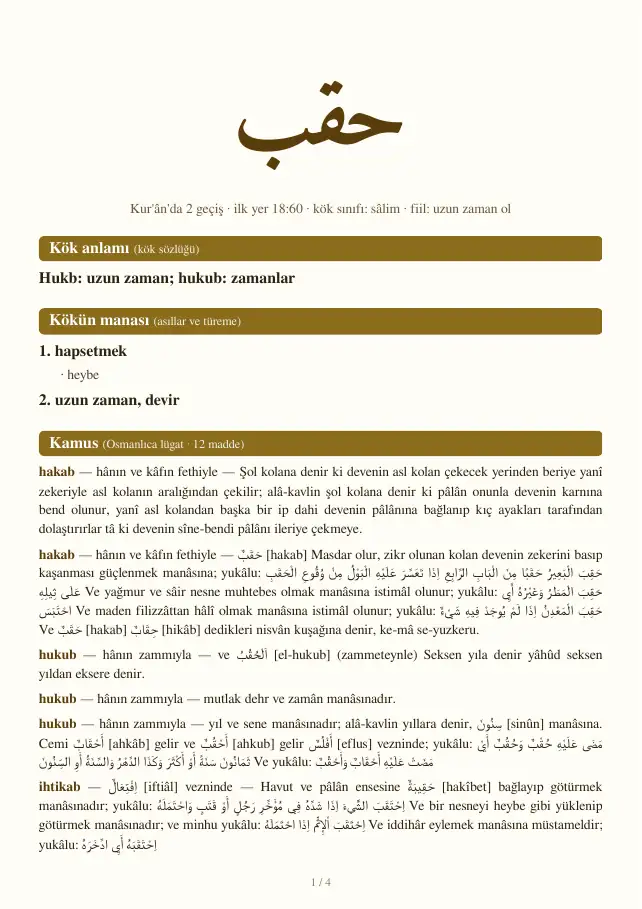 حقب
Kur'ân'da 2 geçiş · ilk yer 18:60 · kök sınıfı: sâlim · fiil: uzun zaman ol
Kök anlamı (kök sözlüğü)
Hukb: uzun zaman; hukub: zamanlar
Kökün manası (asıllar ve türeme)
1. hapsetmek
· heybe
2. uzun zaman, devir
Kamus (Osmanlıca lügat · 12 madde)
hakab — hânın ve kâfın fethiyle — Şol kolana denir ki devenin asl kolan çekecek yerinden beriye yanî
zekeriyle asl kolanın aralığından çekilir; alâ-kavlin şol kolana denir ki pâlân onunla devenin karnına
bend olunur, yanî asl kolandan başka bir ip dahi devenin pâlânına bağlanıp kıç ayakları tarafından
dolaştırırlar tâ ki devenin sîne-bendi pâlânı ileriye çekmeye.
hakab — hânın ve kâfın fethiyle — حَقَبٌ [hakab] Masdar olur, zikr olunan kolan devenin zekerini basıp
kaşanması güçlenmek manâsına; yukâlu: حَقِبَ الْبَعِيرُ حَقَبًا مِنَ الْبَابِ الرَّابِعِ إِذَا تَعَسَّرَ عَلَيْهِ الْبَوْلُ مِنْ وُقُوعِ الْحَقَبِ
عَلَى ثِيلِهِ Ve yağmur ve sâir nesne muhtebes olmak manâsına istimâl olunur; yukâlu: حَقِبَ الْمَطَرُ وَغَيْرُهُ أَيِ
احْتَبَسَ Ve maden filizzâttan hâlî olmak manâsına istimâl olunur; yukâlu: حَقِبَ الْمَعْدِنُ إِذَا لَمْ يُوجَدْ فِيهِ شَيْءٌ
Ve حَقَبٌ [hakab] حِقَابٌ [hikâb] dedikleri nisvân kuşağına denir, ke-mâ se-yuzkeru.
hukub — hânın zammıyla — ve اَلْحُقُبُ [el-hukub] (zammeteynle) Seksen yıla denir yâhûd seksen
yıldan eksere denir.
hukub — hânın zammıyla — mutlak dehr ve zamân manâsınadır.
hukub — hânın zammıyla — yıl ve sene manâsınadır; alâ-kavlin yıllara denir, سِنُونَ [sinûn] manâsına.
Cemi أَحْقَابٌ [ahkâb] gelir ve أَحْقُبٌ [ahkub] gelir أَفْلُسٌ [eflus] vezninde; yukâlu: مَضَى عَلَيْهِ حُقْبٌ وَحُقُبٌ أَيْ
ثَمَانُونَ سَنَةً أَوْ أَكْثَرَ وَكَذَا الدَّهْرُ وَالسَّنَةُ أَوِ السِّنُونَ Ve yukâlu: مَضَتْ عَلَيْهِ أَحْقَابٌ وَأَحْقُبٌ
ihtikab — اِفْتِعَالٌ [iftiâl] vezninde — Havut ve pâlân ensesine حَقِيبَةٌ [hakîbet] bağlayıp götürmek
manâsınadır; yukâlu: اِحْتَقَبَ الشَّيْءَ إِذَا شَدَّهُ فِي مُؤَخَّرِ رَحْلٍ أَوْ قَتَبٍ وَاحْتَمَلَهُ Ve bir nesneyi heybe gibi yüklenip
götürmek manâsınadır; ve minhu yukâlu: اِحْتَقَبَ الْإِثْمَ إِذَا احْتَمَلَهُ Ve iddihâr eylemek manâsına müstameldir;
yukâlu: اِحْتَقَبَهُ أَيِ ادَّخَرَهُ
1 / 4